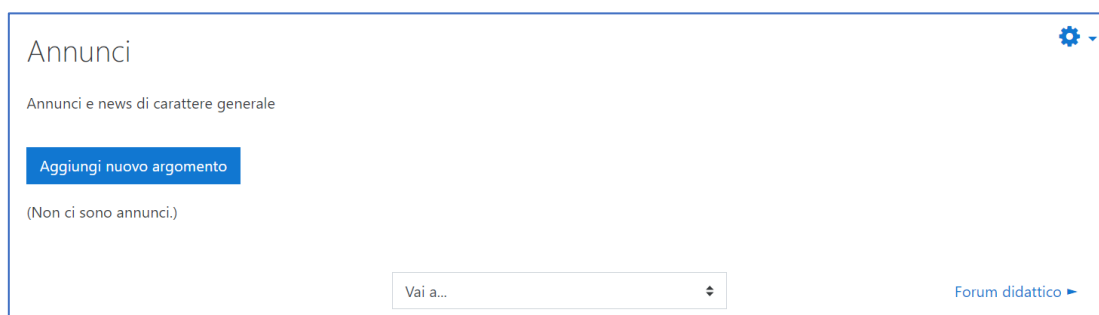 Annunci
Annunci e news di carattere generale
Aggiungi nuovo argomento
(Non ci sono annunci.)
Vai a...
Forum didattico ►